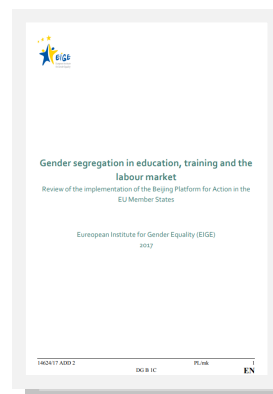 EIGE
Gender segregation in education, training and the
labour market
Review of the implementation of the Beijing Platform for Action in the
EU Member States
Eureopean Institute for Gender Equality (EIGE)
2017
14624/17 ADD 2 PL/mk 1
DG B 1C EN